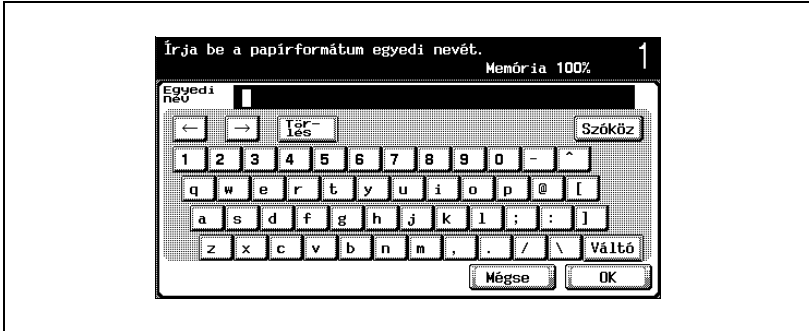 Írja be a papírformátum egyedi nevét.
Memória 100% 1
Egyedi
név
← → Tör-
lés Szóköz
1 2 3 4 5 6 7 8 9 0 - ^
q w e r t y u i o p @ [
a s d f g h j k l ; : ]
z x c v b n m , . / \ Váltó
Mégse OK